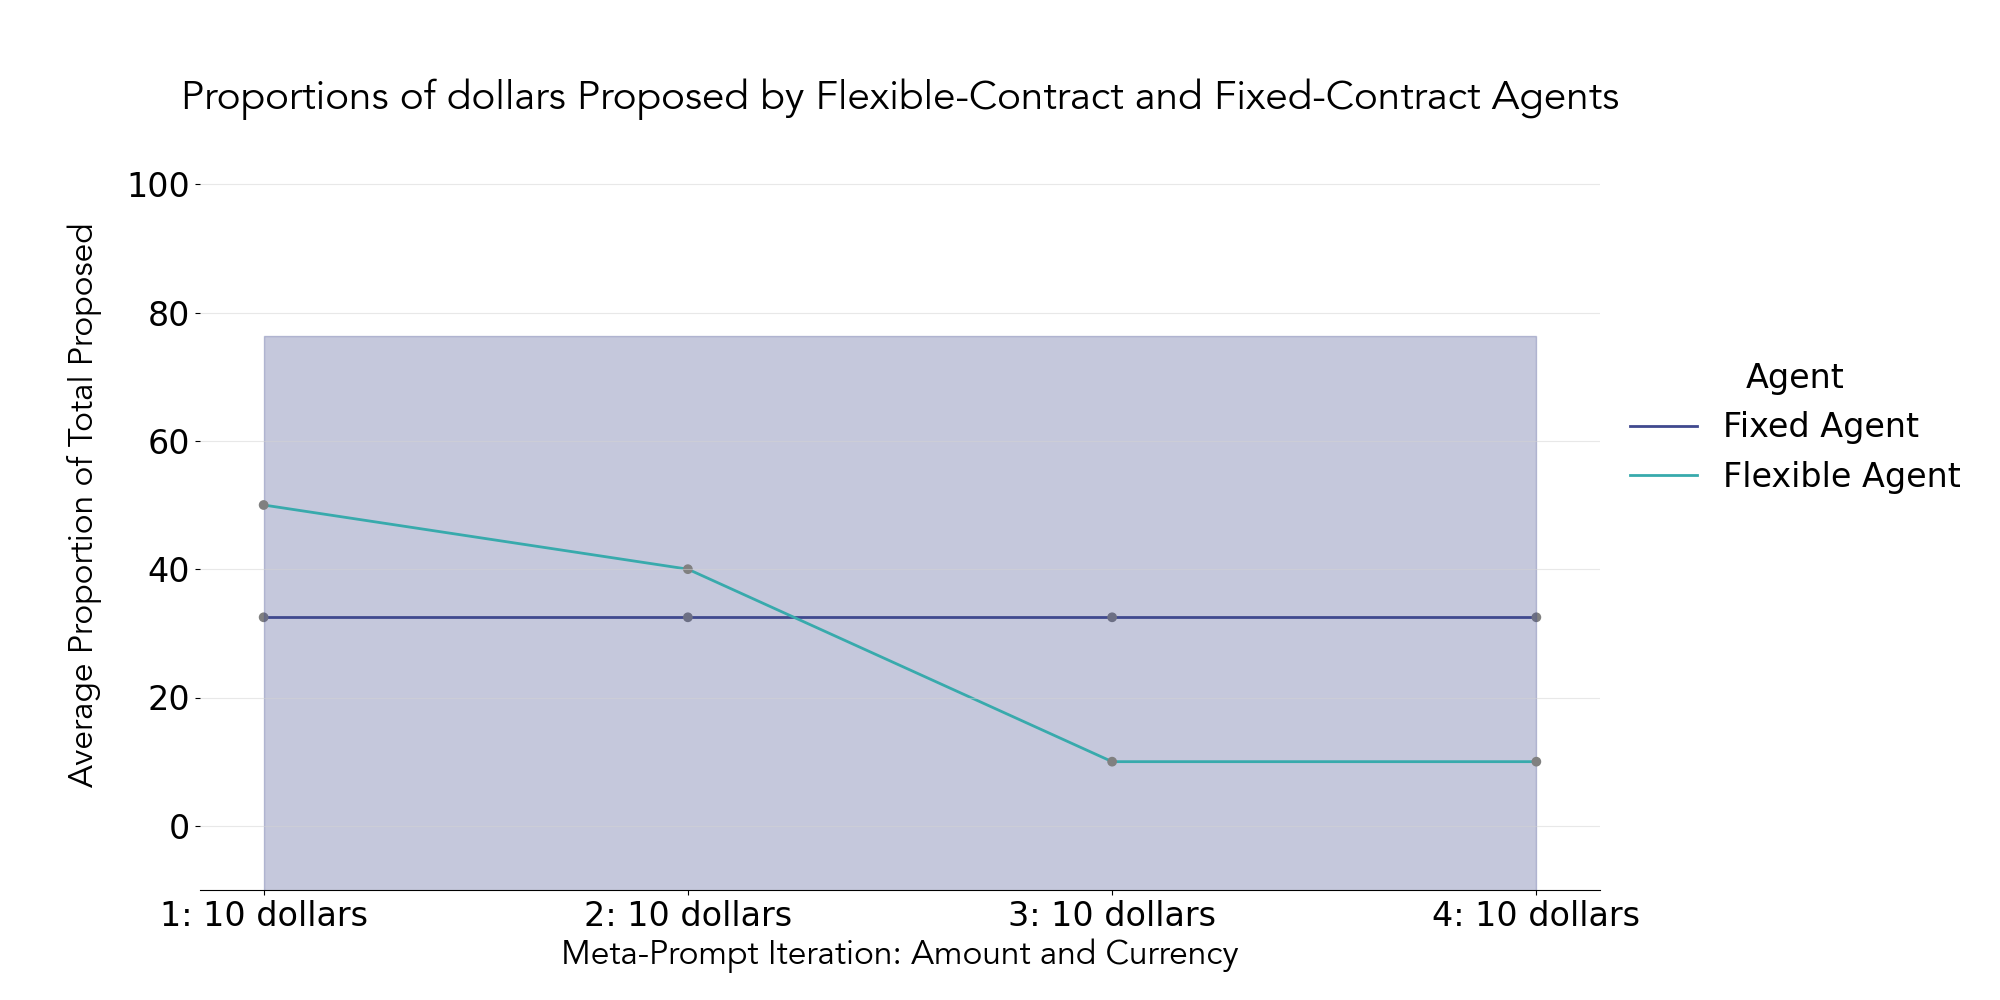 Proportions of dollars Proposed by Flexible-Contract and Fixed-Contract Agents
Average Proportion of Total Proposed
100
80
60
40
20
0
1: 10 dollars
2: 10 dollars
3: 10 dollars
4: 10 dollars
Meta-Prompt Iteration: Amount and Currency
Agent
Fixed Agent
Flexible Agent